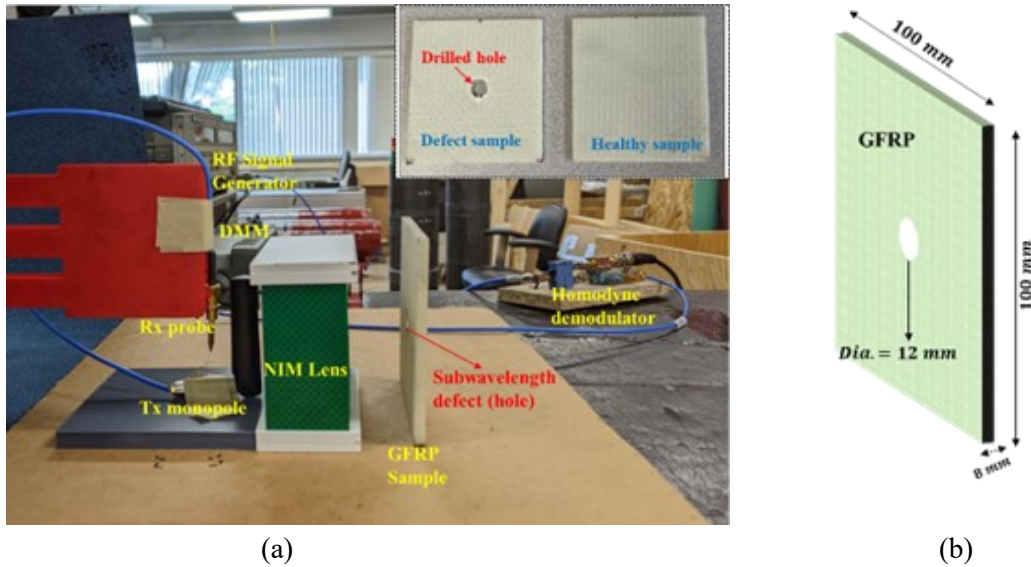 Drilled hole
Defect sample
Healthy sample
RF Signal
Generator
DMM
Rx probe
Homodyne
demodulator
NIM Lens
Tx monopole
Subwavelength
defect (hole)
GFRP
Sample
(a)
100 mm
GFRP
100 mm
Dia. = 12 mm
8 mm
(b)